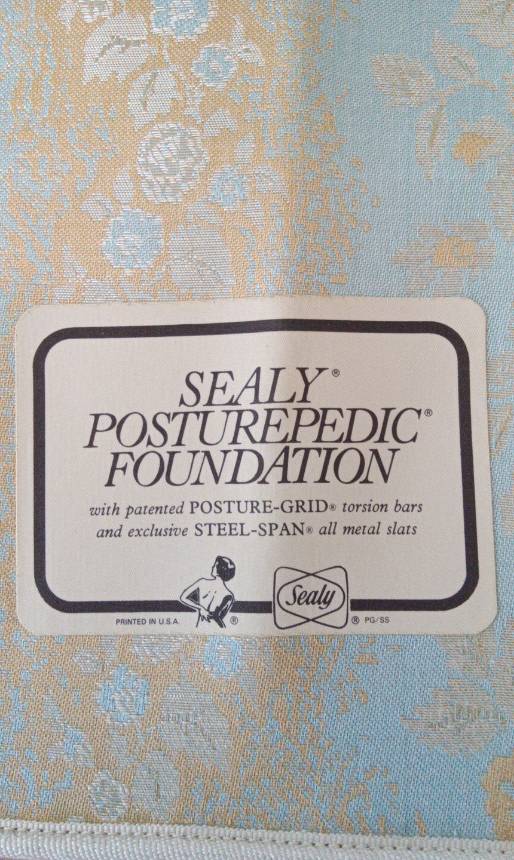 SEALY®
POSTUREPEDIC®
FOUNDATION
with patented POSTURE-GRID® torsion bars
and exclusive STEEL-SPAN® all metal slats
Sealy
PRINTED IN U.S.A. ® ® PG/SS